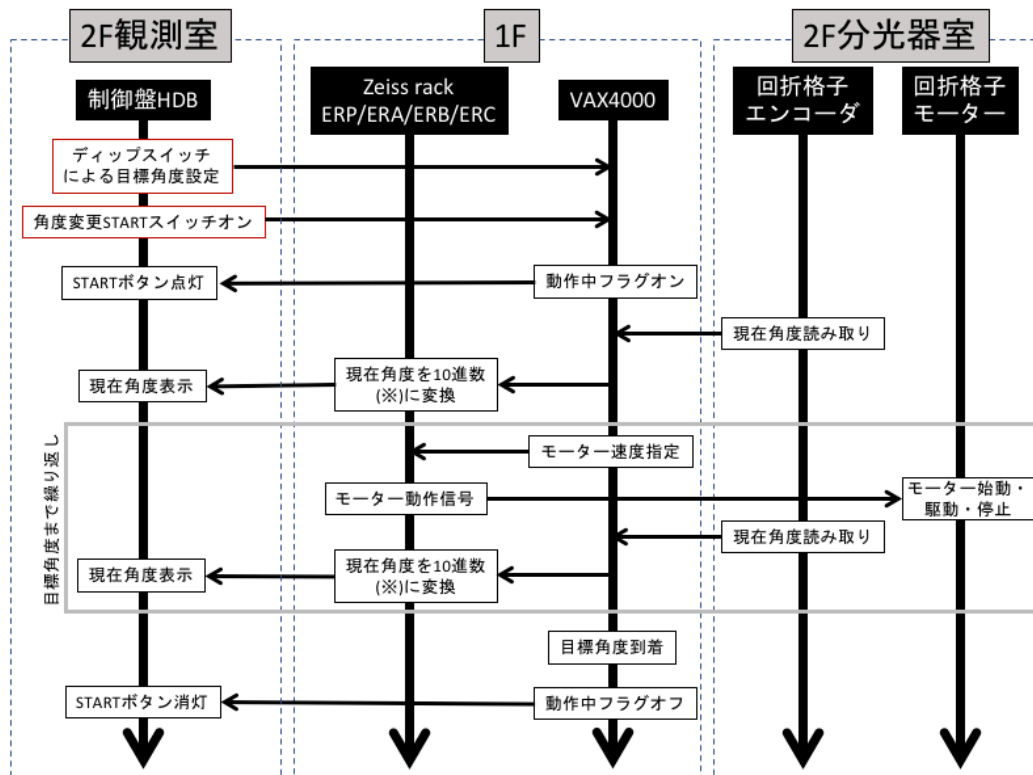 2F観測室
1F
2F分光器室
制御盤HDB
Zeiss rack
ERP/ERA/ERB/ERC
VAX4000
回折格子
エンコーダ
回折格子
モーター
ディップスイッチ
による目標角度設定
角度変更STARTスイッチオン
STARTボタン点灯
動作中フラグオン
現在角度読み取り
現在角度表示
現在角度を10進数
(※)に変換
目標角度まで繰り返し
モーター速度指定
モーター動作信号
モーター始動・
駆動・停止
現在角度読み取り
現在角度表示
現在角度を10進数
(※)に変換
目標角度到着
STARTボタン消灯
動作中フラグオフ